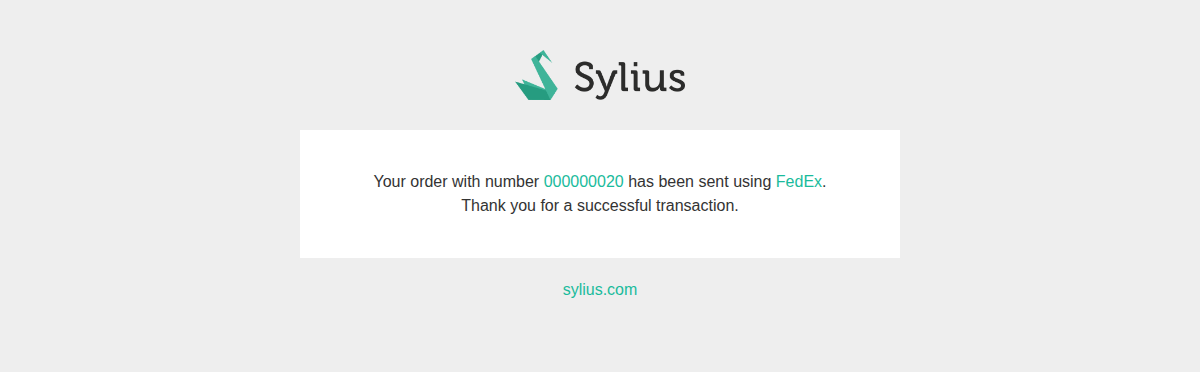 Sylius
Your order with number 000000020 has been sent using FedEx.
Thank you for a successful transaction.
sylius.com